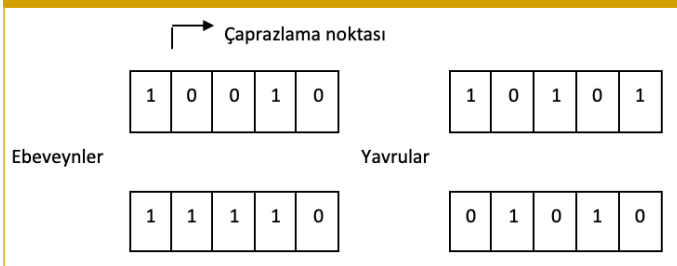 Çaprazlama noktası
1 0 0 1 0 1 0 1 0 1
Ebeveynler Yavrular
1 1 1 1 0 0 1 0 1 0